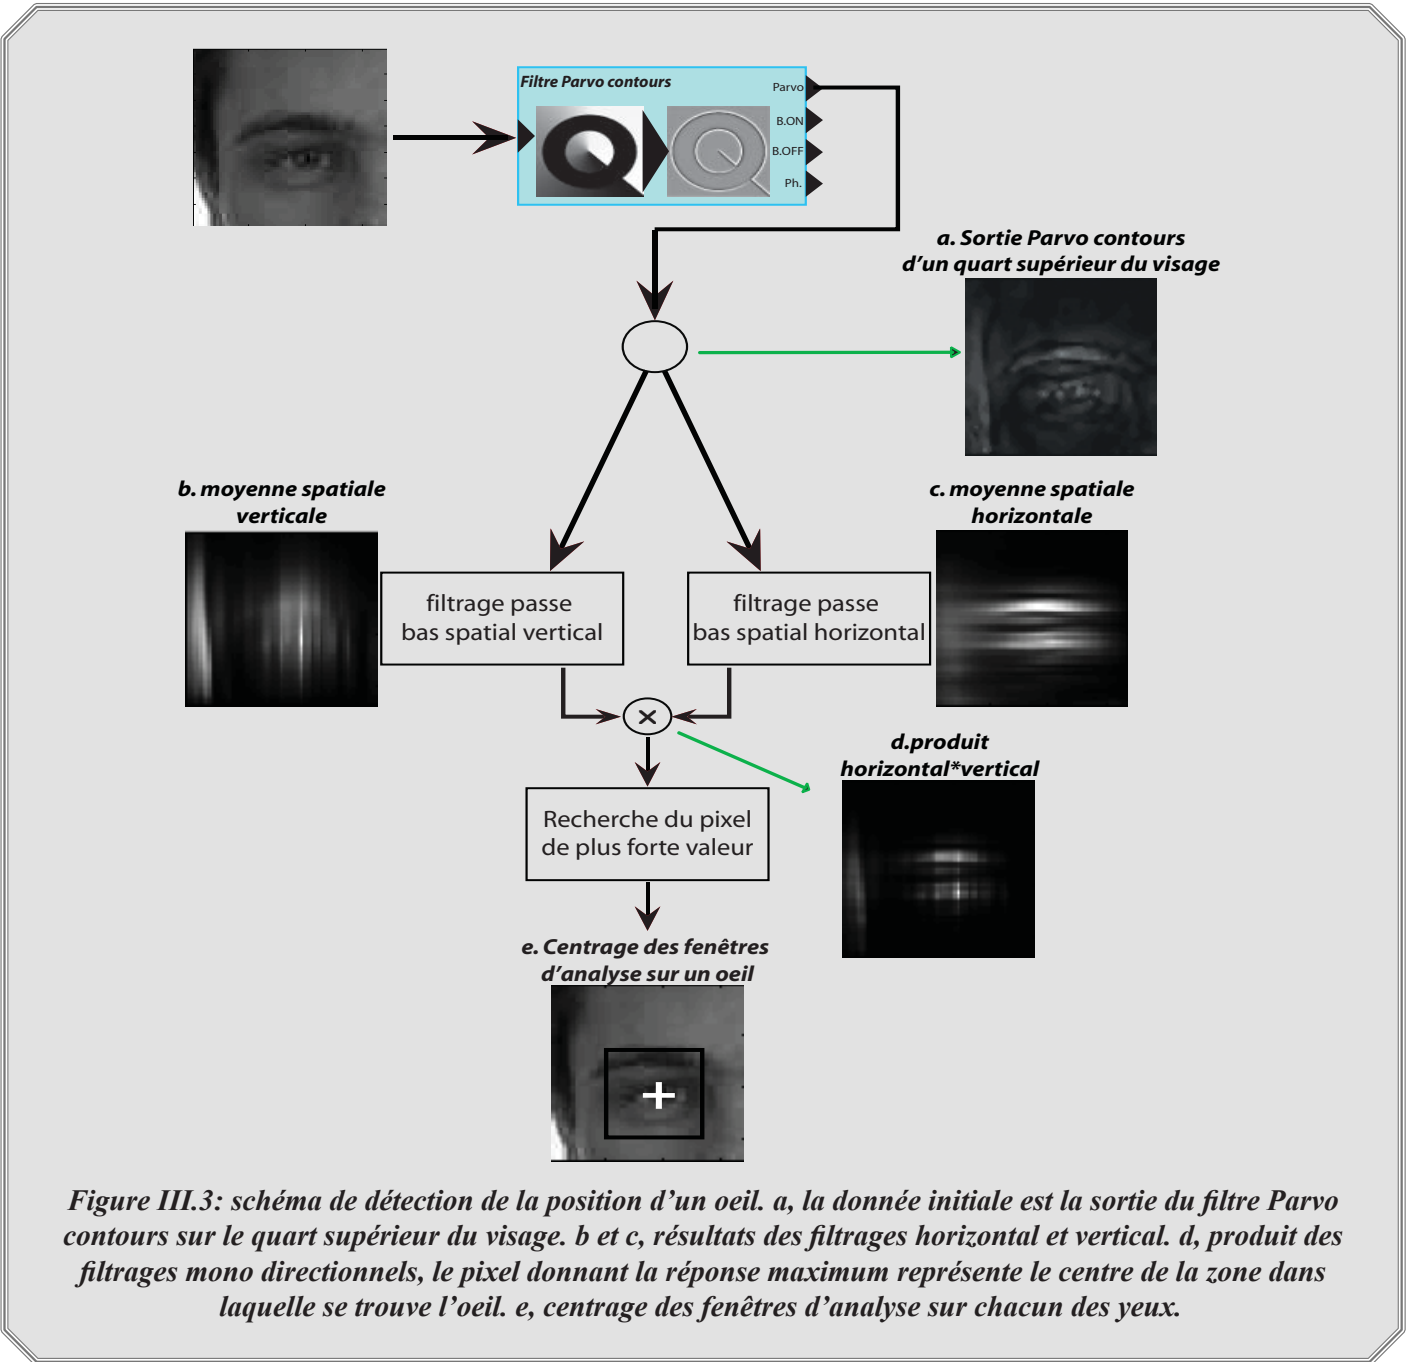 Filtre Parvo contours
Parvo
B.ON
B.OFF
Ph.
a. Sortie Parvo contours
d'un quart supérieur du visage
b. moyenne spatiale
verticale
c. moyenne spatiale
horizontale
filtrage passe
bas spatial vertical
filtrage passe
bas spatial horizontal
×
d.produit
horizontal*vertical
Recherche du pixel
de plus forte valeur
e. Centrage des fenêtres
d'analyse sur un oeil
Figure III.3: schéma de détection de la position d'un oeil. a, la donnée initiale est la sortie du filtre Parvo
contours sur le quart supérieur du visage. b et c, résultats des filtrages horizontal et vertical. d, produit des
filtrages mono directionnels, le pixel donnant la réponse maximum représente le centre de la zone dans
laquelle se trouve l'oeil. e, centrage des fenêtres d'analyse sur chacun des yeux.